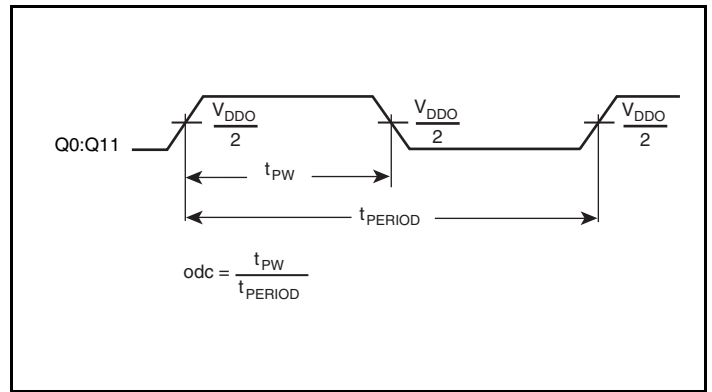 V_DDO / 2
V_DDO / 2
V_DDO / 2
Q0:Q11
t_PW
t_PERIOD
odc = t_PW / t_PERIOD